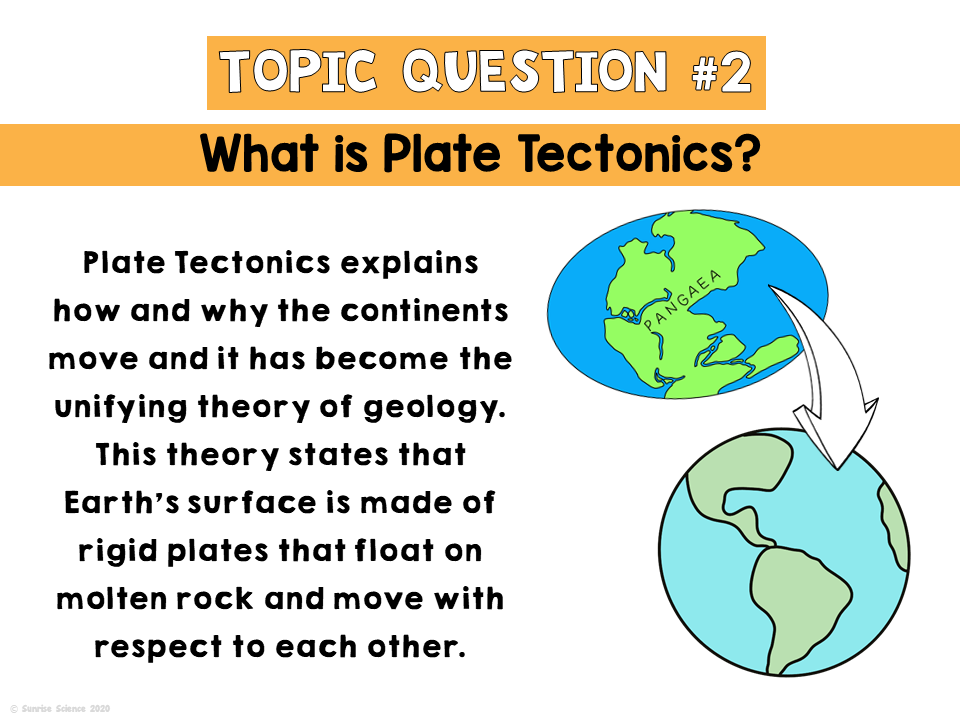 TOPIC QUESTION #2
What is Plate Tectonics?
Plate Tectonics explains
how and why the continents
move and it has become the
unifying theory of geology.
This theory states that
Earth's surface is made of
rigid plates that float on
molten rock and move with
respect to each other.
PANGAEA
© Sunrise Science 2020